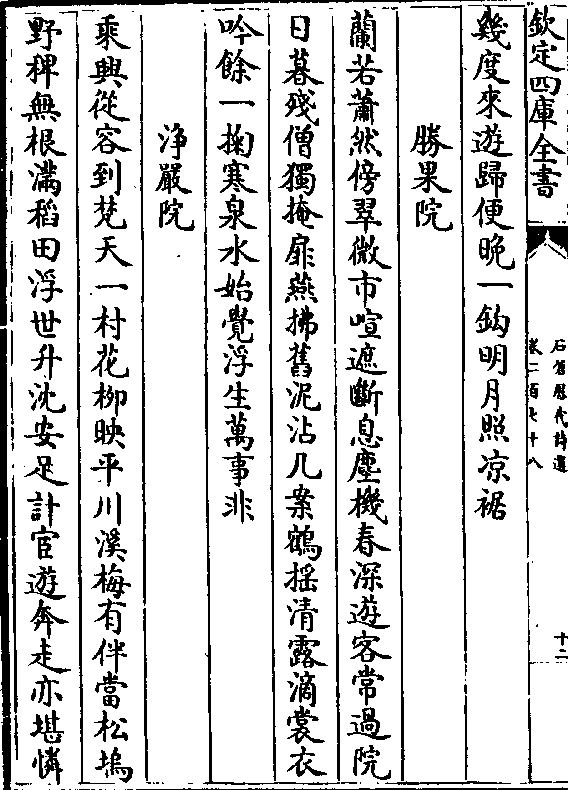 欽定四庫全書
石倉歷代詩選
卷二百七十八
十二
幾度來遊歸便晚一鈎明月照凉裾
勝果院
蘭若蕭然傍翠微市喧遮斷息塵機春深遊客常過院
日暮殘僧獨掩扉燕拂舊泥沾几案鶴揺清露滴裳衣
吟餘一掬寒泉水始覺浮生萬事非
淨嚴院
乘興從容到梵天一村花柳映平川溪梅有伴當松塢
野稗無根滿稻田浮世升沈安足計宦遊奔走亦堪憐